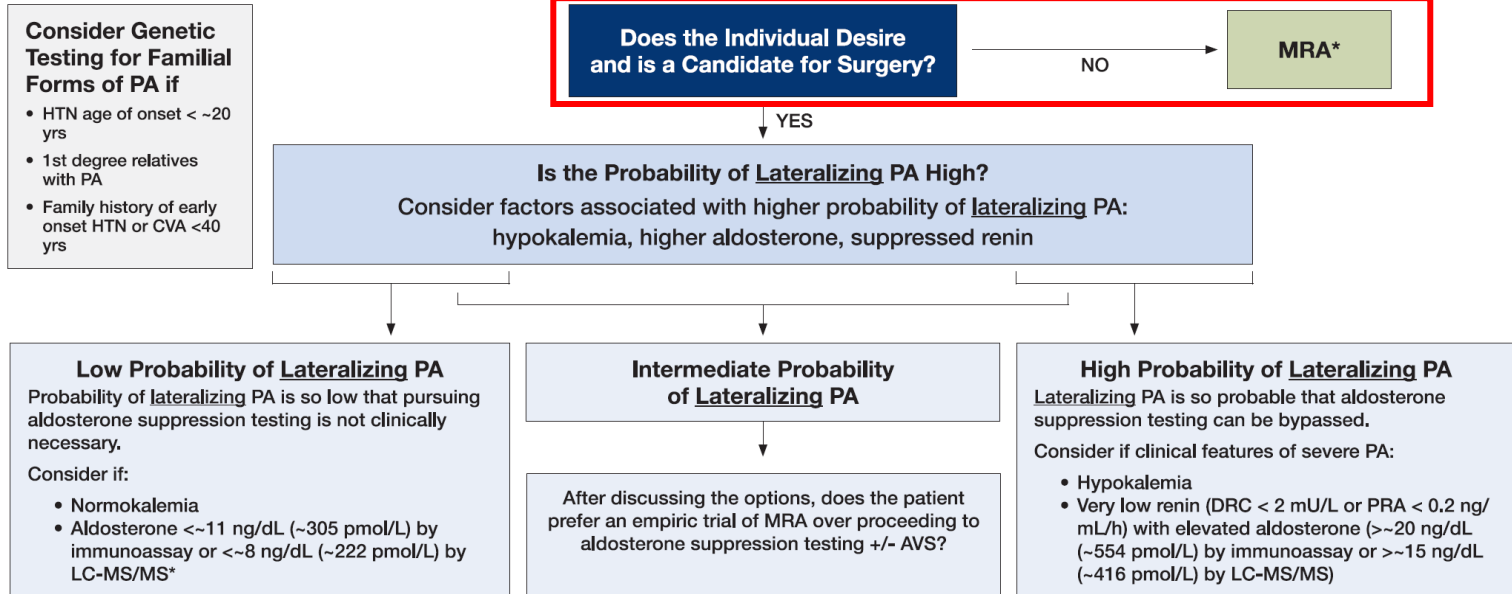 Consider Genetic
Testing for Familial
Forms of PA if
• HTN age of onset < ~20
yrs
• 1st degree relatives
with PA
• Family history of early
onset HTN or CVA <40
yrs
Does the Individual Desire
and is a Candidate for Surgery?
NO
MRA*
YES
Is the Probability of Lateralizing PA High?
Consider factors associated with higher probability of lateralizing PA:
hypokalemia, higher aldosterone, suppressed renin
Low Probability of Lateralizing PA
Probability of lateralizing PA is so low that pursuing
aldosterone suppression testing is not clinically
necessary.
Consider if:
• Normokalemia
• Aldosterone <~11 ng/dL (~305 pmol/L) by
immunoassay or <~8 ng/dL (~222 pmol/L) by
LC-MS/MS*
Intermediate Probability
of Lateralizing PA
After discussing the options, does the patient
prefer an empiric trial of MRA over proceeding to
aldosterone suppression testing +/- AVS?
High Probability of Lateralizing PA
Lateralizing PA is so probable that aldosterone
suppression testing can be bypassed.
Consider if clinical features of severe PA:
• Hypokalemia
• Very low renin (DRC < 2 mU/L or PRA < 0.2 ng/
mL/h) with elevated aldosterone (>~20 ng/dL
(~554 pmol/L) by immunoassay or >~15 ng/dL
(~416 pmol/L) by LC-MS/MS)